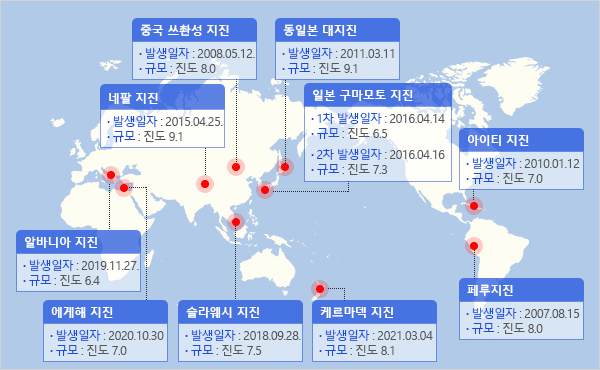 중국 쓰촨성 지진
· 발생일자 : 2008.05.12.
· 규모 : 진도 8.0
동일본 대지진
· 발생일자 : 2011.03.11
· 규모 : 진도 9.1
네팔 지진
· 발생일자 : 2015.04.25.
· 규모 : 진도 9.1
일본 구마모토 지진
· 1차 발생일자 : 2016.04.14
· 규모 : 진도 6.5
· 2차 발생일자 : 2016.04.16
· 규모 : 진도 7.3
아이티 지진
· 발생일자 : 2010.01.12
· 규모 : 진도 7.0
알바니아 지진
· 발생일자 : 2019.11.27.
· 규모 : 진도 6.4
에게해 지진
· 발생일자 : 2020.10.30
· 규모 : 진도 7.0
슬라웨시 지진
· 발생일자 : 2018.09.28.
· 규모 : 진도 7.5
케르마덱 지진
· 발생일자 : 2021.03.04
· 규모 : 진도 8.1
페루지진
· 발생일자 : 2007.08.15
· 규모 : 진도 8.0